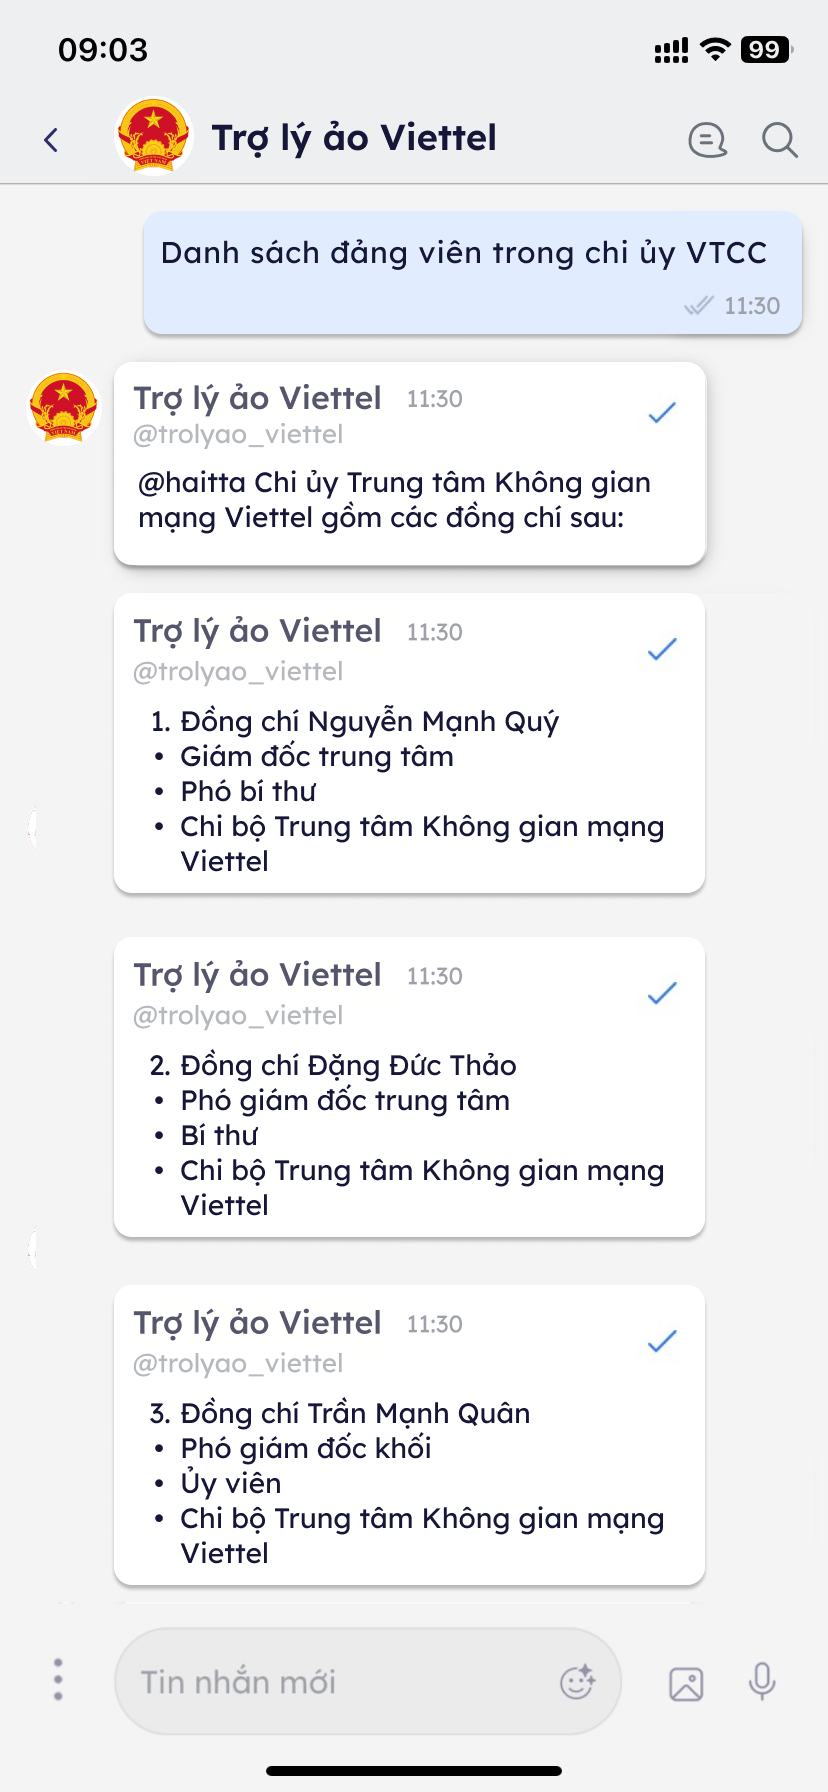 09:03
99
Trợ lý ảo Viettel
Danh sách đảng viên trong chi ủy VTCC
11:30
Trợ lý ảo Viettel 11:30
@trolyao_viettel
@haitta Chi ủy Trung tâm Không gian
mạng Viettel gồm các đồng chí sau:
Trợ lý ảo Viettel 11:30
@trolyao_viettel
1. Đồng chí Nguyễn Mạnh Quý
• Giám đốc trung tâm
• Phó bí thư
• Chi bộ Trung tâm Không gian mạng
Viettel
Trợ lý ảo Viettel 11:30
@trolyao_viettel
2. Đồng chí Đặng Đức Thảo
• Phó giám đốc trung tâm
• Bí thư
• Chi bộ Trung tâm Không gian mạng
Viettel
Trợ lý ảo Viettel 11:30
@trolyao_viettel
3. Đồng chí Trần Mạnh Quân
• Phó giám đốc khối
• Ủy viên
• Chi bộ Trung tâm Không gian mạng
Viettel
Tin nhắn mới